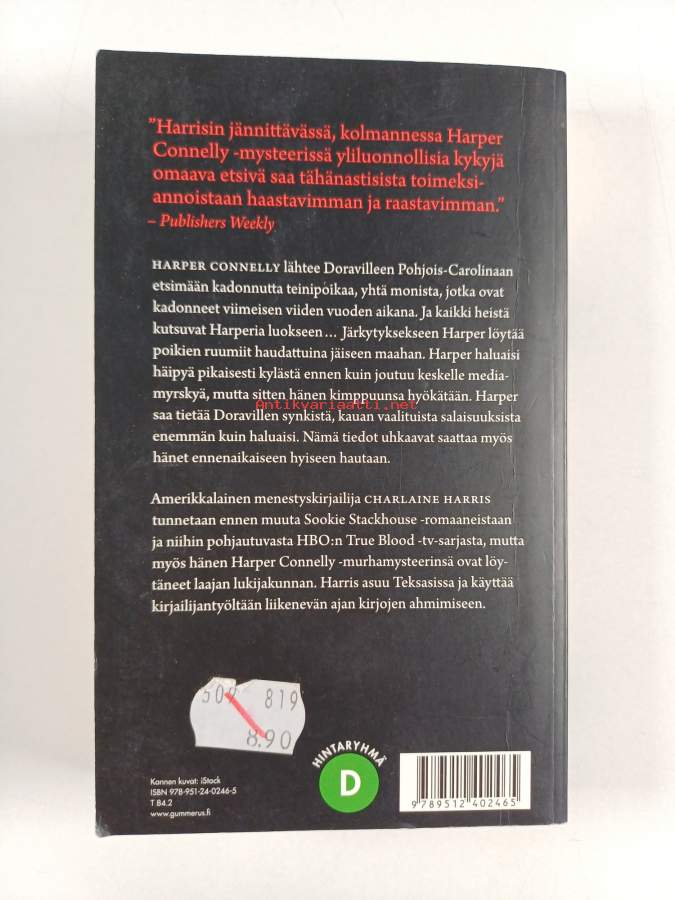 ”Harrisin jännittävässä, kolmannessa Harper
Connelly -mysteerissä yliluonnollisia kykyjä
omaava etsivä saa tähänastisista toimeksi-
annoistaan haastavimman ja raastavimman.”
– Publishers Weekly
HARPER CONNELLY lähtee Doravilleen Pohjois-Carolinaan
etsimään kadonnutta teinipoikaa, yhtä monista, jotka ovat
kadonneet viimeisen viiden vuoden aikana. Ja kaikki heistä
kutsuvat Harperia luokseen ... Järkytyksekseen Harper löytää
poikien ruumiit haudattuina jäiseen maahan. Harper haluaisi
häipyä pikaisesti kylästä ennen kuin joutuu keskelle media-
myrskyä, mutta sitten hänen kimppuunsa hyökätään. Harper
Antikvariaatti.net
saa tietää Doravillen synkistä, kauan vaalituista salaisuuksista
enemmän kuin haluaisi. Nämä tiedot uhkaavat saattaa myös
hänet ennenaikaiseen hyiseen hautaan.
Amerikkalainen menestyskirjailija CHARLAINE HARRIS
tunnetaan ennen muuta Sookie Stackhouse -romaaneistaan
ja niihin pohjautuvasta HBO:n True Blood -tv-sarjasta, mutta
myös hänen Harper Connelly -murhamysteerinsä ovat löy-
täneet laajan lukijakunnan. Harris asuu Teksasissa ja käyttää
kirjailijantyöltään liikenevän ajan kirjojen ahmimiseen.
819
8.90
HINTARYHMÄ
D
Kannen kuvat: iStock
ISBN 978-951-24-0246-5
T 84.2
www.gummerus.fi
9789512402465